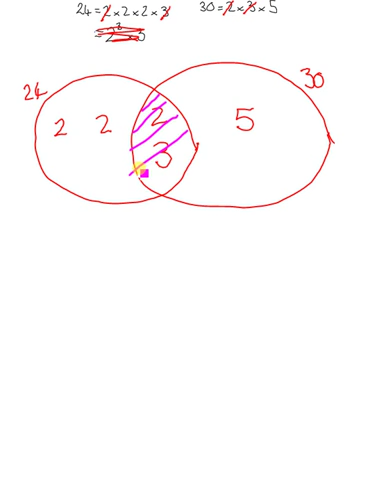 24 = 2 x 2 x 2 x 3 30 = 2 x 3 x 5
24 30
2 2 2 5
3